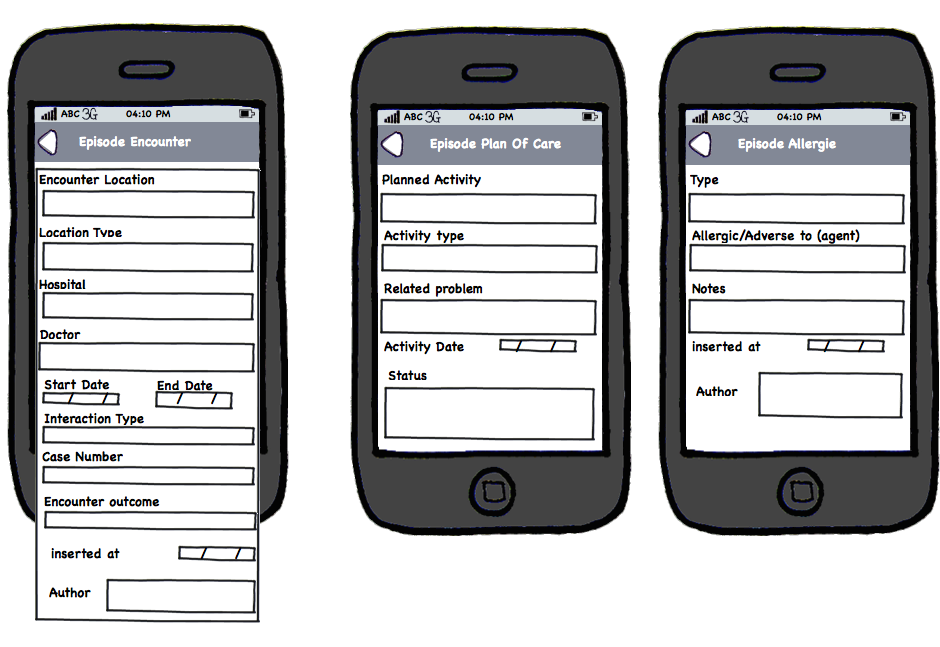 ABC 3G 04:10 PM
Episode Encounter
Encounter Location
Location Type
Hospital
Doctor
Start Date End Date
/ / / /
Interaction Type
Case Number
Encounter outcome
inserted at / /
Author
ABC 3G 04:10 PM
Episode Plan Of Care
Planned Activity
Activity type
Related problem
Activity Date / /
Status
ABC 3G 04:10 PM
Episode Allergie
Type
Allergic/Adverse to (agent)
Notes
inserted at / /
Author